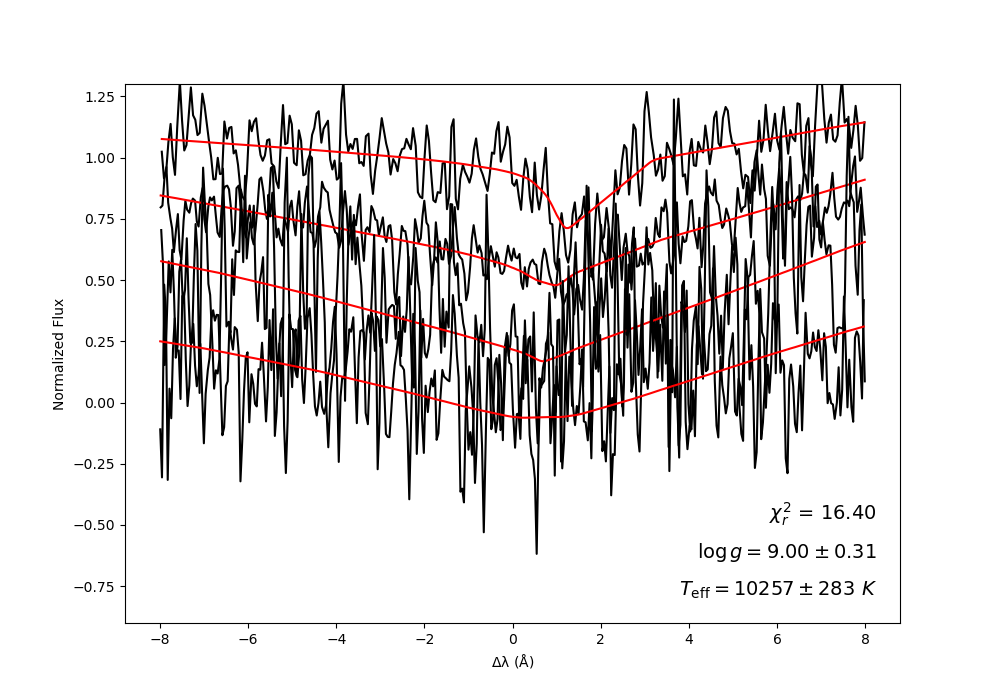 1.25
1.00
0.75
0.50
0.25
0.00
−0.25
−0.50
−0.75
Normalized Flux
χ²ᵣ = 16.40
log g = 9.00 ± 0.31
T_eff = 10257 ± 283 K
−8 −6 −4 −2 0 2 4 6 8
Δλ (Å)